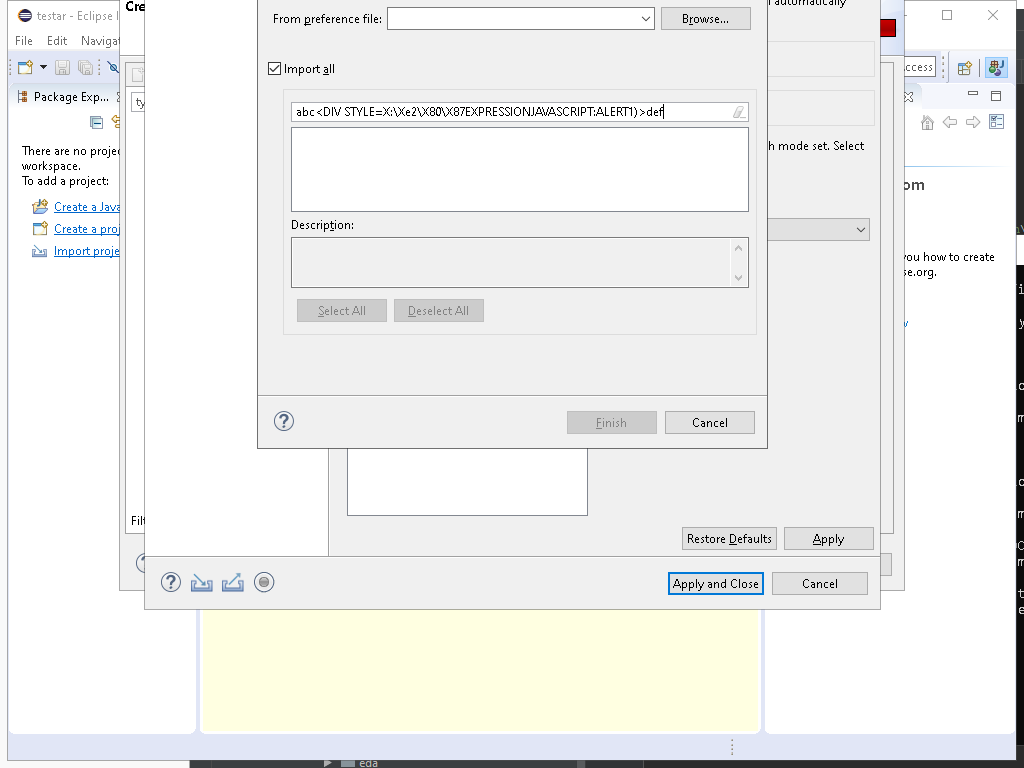 testar - Eclipse I
Cre
File Edit Navigat
Package Exp...
There are no projec
workspace.
To add a project:
Create a Java
Create a proj
Import proje
ty
Filt
From preference file:
Browse...
Import all
abc<DIV STYLE=X:\Xe2\X80\X87EXPRESSIONJAVASCRIPT:ALERT1)>def
Description:
Select All
Deselect All
Finish
Cancel
automatically
h mode set. Select
Restore Defaults
Apply
Apply and Close
Cancel
ccess
om
you how to create
se.org.
eda